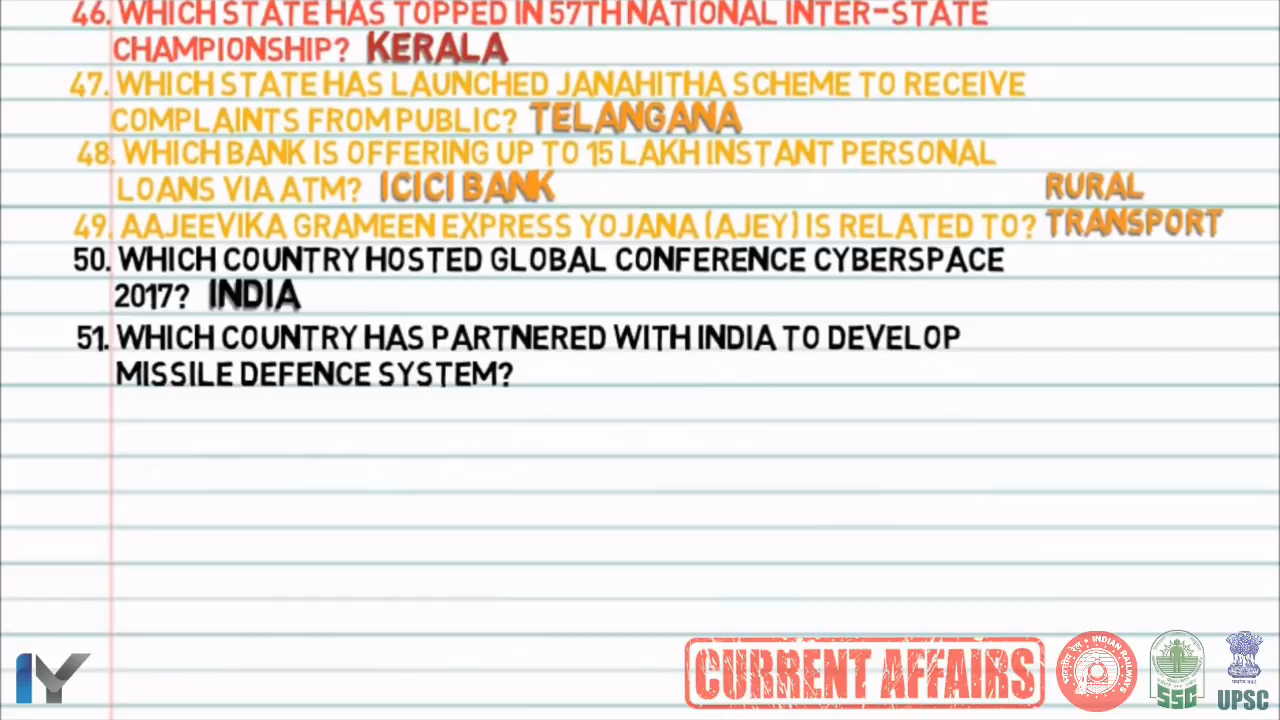 46. WHICH STATE HAS TOPPED IN 57TH NATIONAL INTER-STATE
CHAMPIONSHIP? KERALA
47. WHICH STATE HAS LAUNCHED JANAHITHA SCHEME TO RECEIVE
COMPLAINTS FROM PUBLIC? TELANGANA
48. WHICH BANK IS OFFERING UP TO 15 LAKH INSTANT PERSONAL
LOANS VIA ATM? ICICI BANK
49. AAJEEVIKA GRAMEEN EXPRESS YOJANA (AJEY) IS RELATED TO? RURAL
TRANSPORT
50. WHICH COUNTRY HOSTED GLOBAL CONFERENCE CYBERSPACE
2017? INDIA
51. WHICH COUNTRY HAS PARTNERED WITH INDIA TO DEVELOP
MISSILE DEFENCE SYSTEM?
IY
CURRENT AFFAIRS
INDIAN RAILWAYS
SSC
UPSC